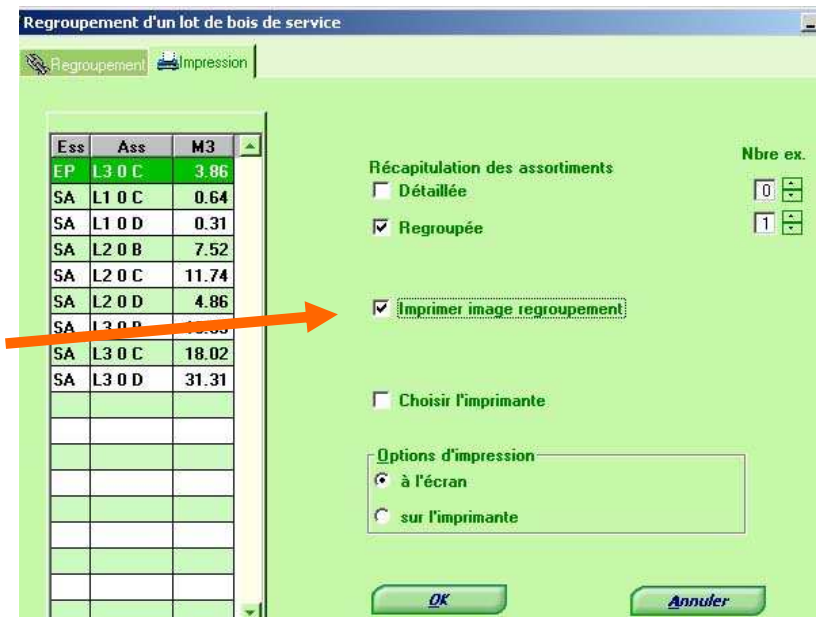 Regroupement d'un lot de bois de service
Regroupement Impression
Ess Ass M3
EP L3 0 C 3.86
SA L1 0 C 0.64
SA L1 0 D 0.31
SA L2 0 B 7.52
SA L2 0 C 11.74
SA L2 0 D 4.86
SA L3 0 B
SA L3 0 C 18.02
SA L3 0 D 31.31
Récapitulation des assortiments
Nbre ex.
Détaillée 0
Regroupée 1
Imprimer image regroupement
Choisir l'imprimante
Options d'impression
à l'écran
sur l'imprimante
OK Annuler